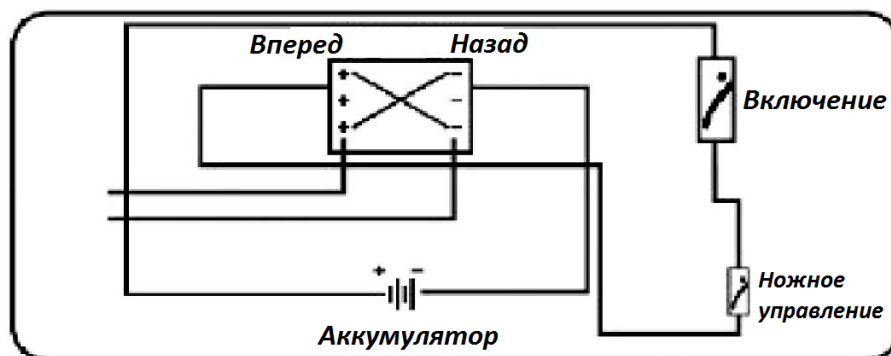 Вперед Назад
+ −
+ −
+ −
Включение
Ножное
управление
+ −
Аккумулятор